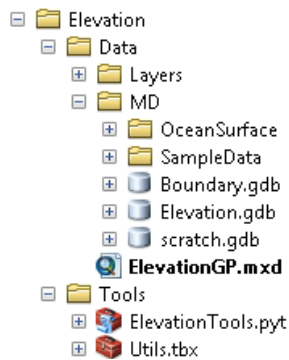 Elevation
Data
Layers
MD
OceanSurface
SampleData
Boundary.gdb
Elevation.gdb
scratch.gdb
ElevationGP.mxd
Tools
ElevationTools.pyt
Utils.tbx